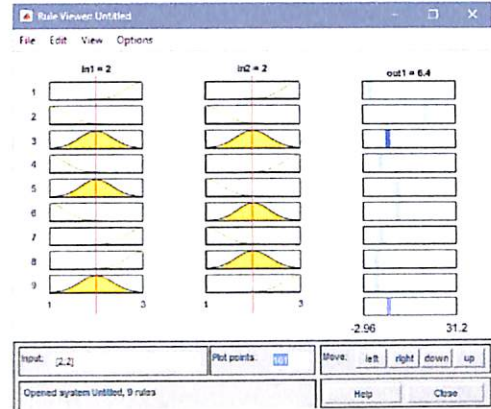 Rule Viewer: Untitled
File Edit View Options
in1 = 2 in2 = 2 out1 = 6.4
1
2
3
4
5
6
7
8
9
1 3 1 3
-2.96 31.2
Input: [2;2] Plot points: 101 Move: left right down up
Opened system Untitled, 9 rules Help Close